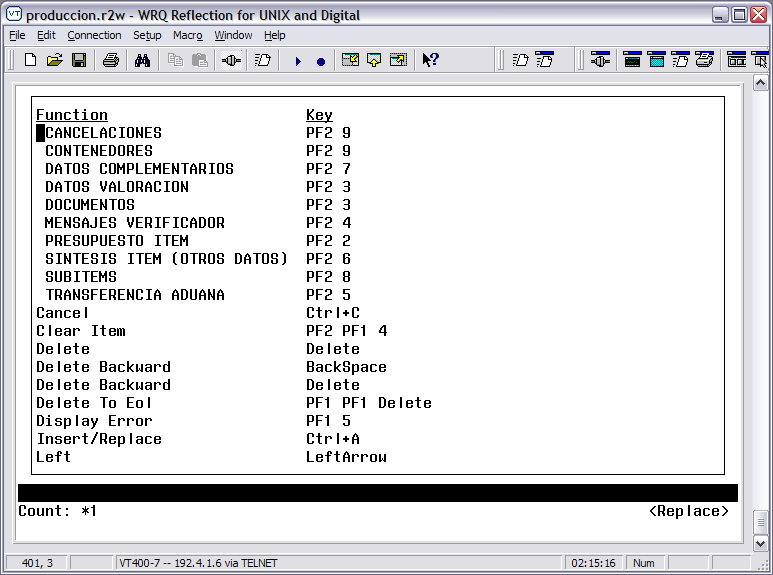 VT produccion.r2w - WRQ Reflection for UNIX and Digital
File Edit Connection Setup Macro Window Help
Function Key
CANCELACIONES PF2 9
CONTENEDORES PF2 9
DATOS COMPLEMENTARIOS PF2 7
DATOS VALORACION PF2 3
DOCUMENTOS PF2 3
MENSAJES VERIFICADOR PF2 4
PRESUPUESTO ITEM PF2 2
SINTESIS ITEM (OTROS DATOS) PF2 6
SUBITEMS PF2 8
TRANSFERENCIA ADUANA PF2 5
Cancel Ctrl+C
Clear Item PF2 PF1 4
Delete Delete
Delete Backward BackSpace
Delete Backward Delete
Delete To Eol PF1 PF1 Delete
Display Error PF1 5
Insert/Replace Ctrl+A
Left LeftArrow
Count: *1 <Replace>
401, 3 VT400-7 -- 192.4.1.6 via TELNET 02:15:16 Num